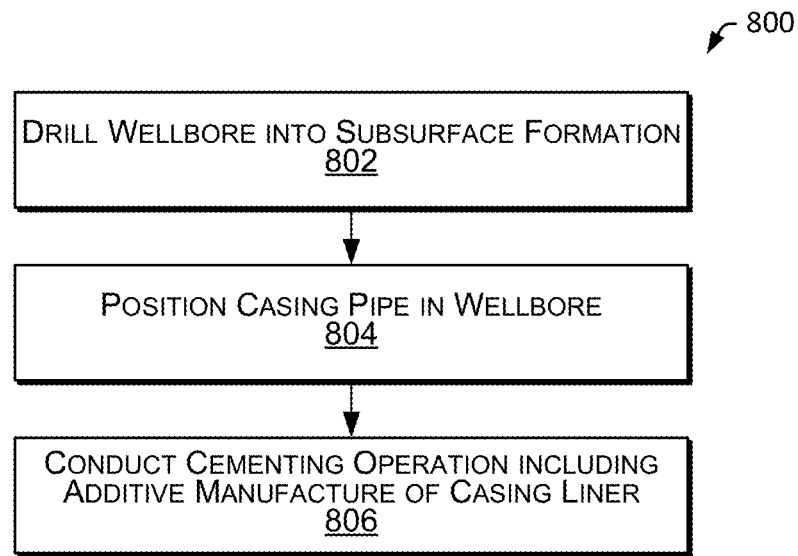 800
DRILL WELLBORE INTO SUBSURFACE FORMATION
802
POSITION CASING PIPE IN WELLBORE
804
CONDUCT CEMENTING OPERATION INCLUDING
ADDITIVE MANUFACTURE OF CASING LINER
806